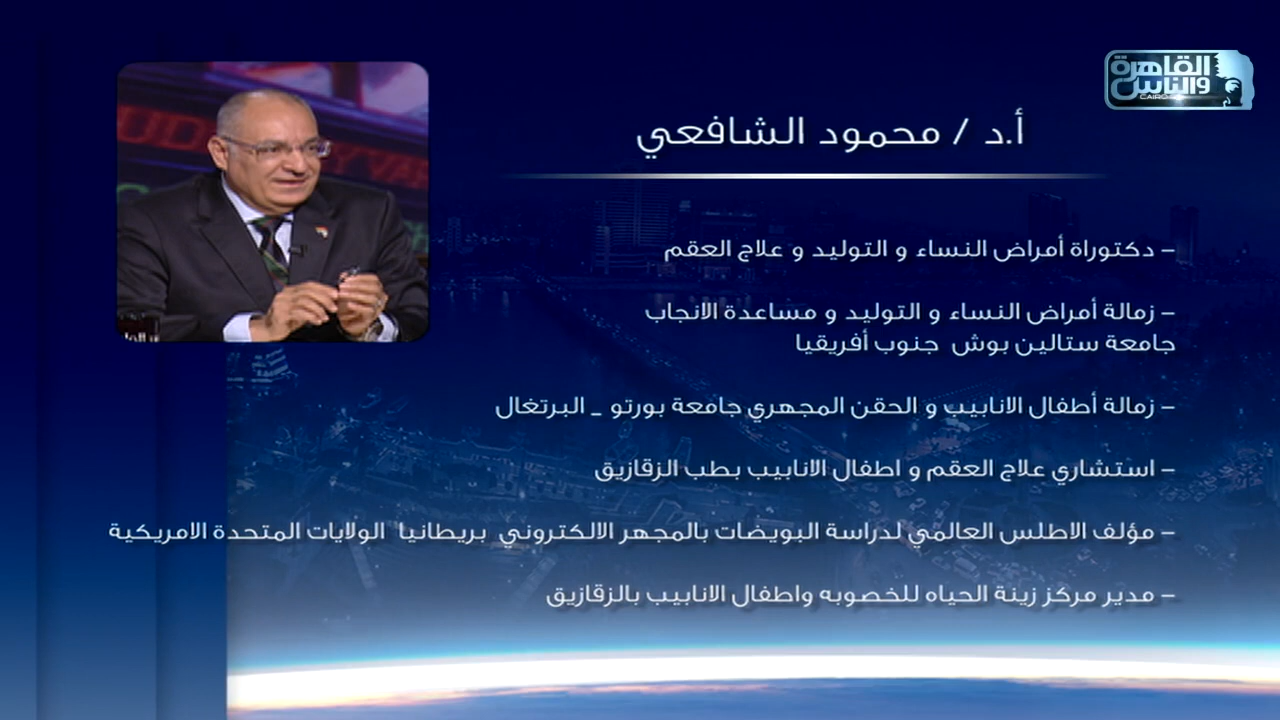 القاهرة
والناس
CAIRO
أ.د / محمود الشافعي
- دكتوراة أمراض النساء و التوليد و علاج العقم
- زمالة أمراض النساء و التوليد و مساعدة الانجاب
جامعة ستالين بوش جنوب أفريقيا
- زمالة أطفال الانابيب و الحقن المجهري جامعة بورتو _ البرتغال
- استشاري علاج العقم و اطفال الانابيب بطب الزقازيق
- مؤلف الاطلس العالمي لدراسة البويضات بالمجهر الالكتروني بريطانيا الولايات المتحدة الامريكية
- مدير مركز زينة الحياه للخصوبه واطفال الانابيب بالزقازيق